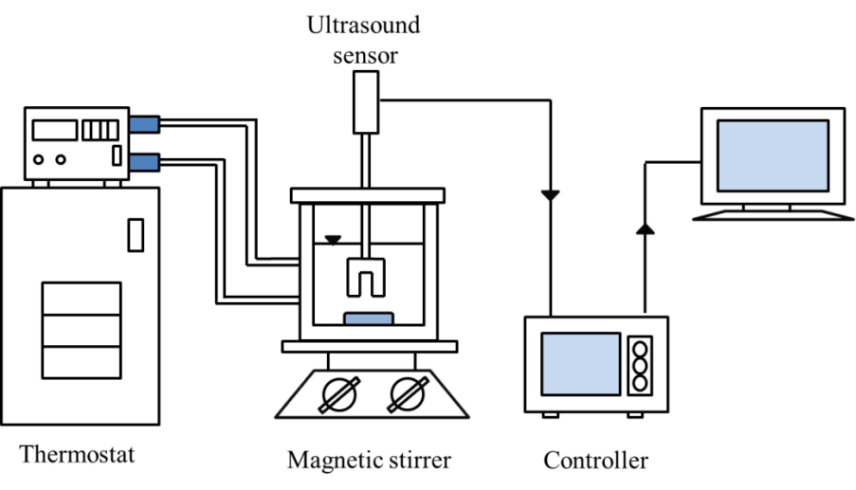 Ultrasound
sensor
Thermostat
Magnetic stirrer
Controller